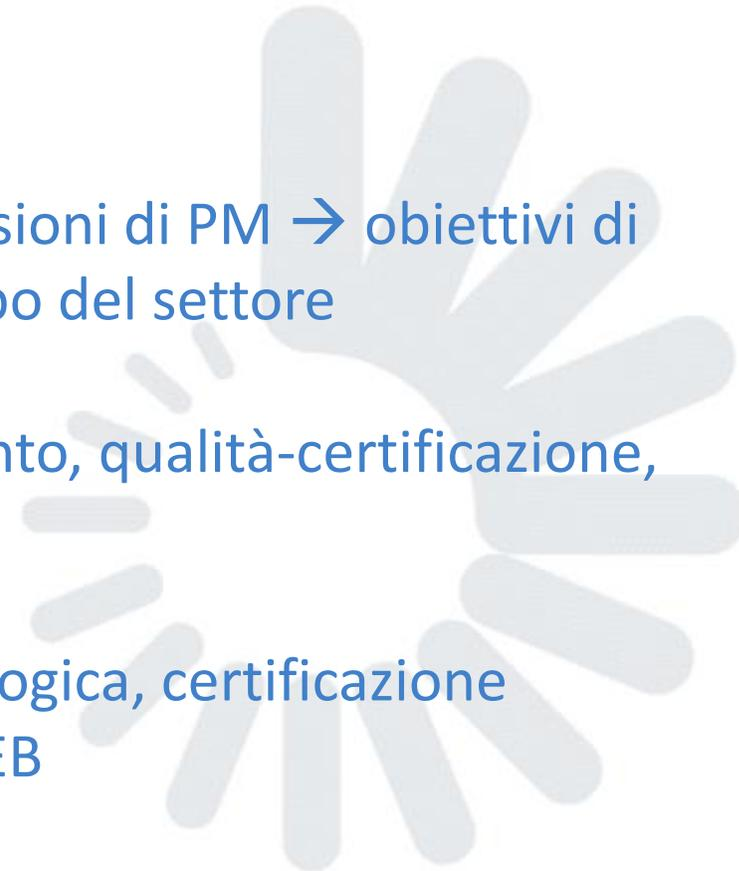 sioni di PM → obiettivi di
po del settore
nto, qualità-certificazione,
ogica, certificazione
EB